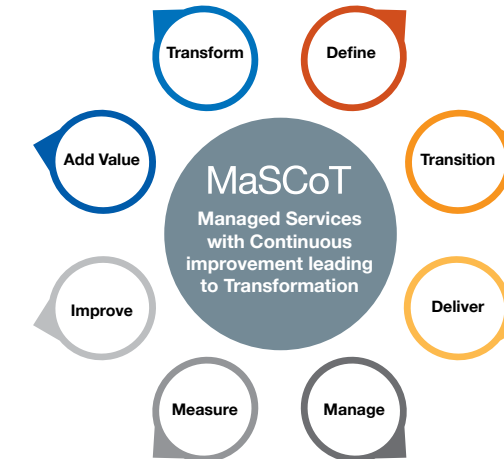 Transform
Define
Add Value
Transition
MaSCoT
Managed Services
with Continuous
improvement leading
to Transformation
Improve
Deliver
Measure
Manage